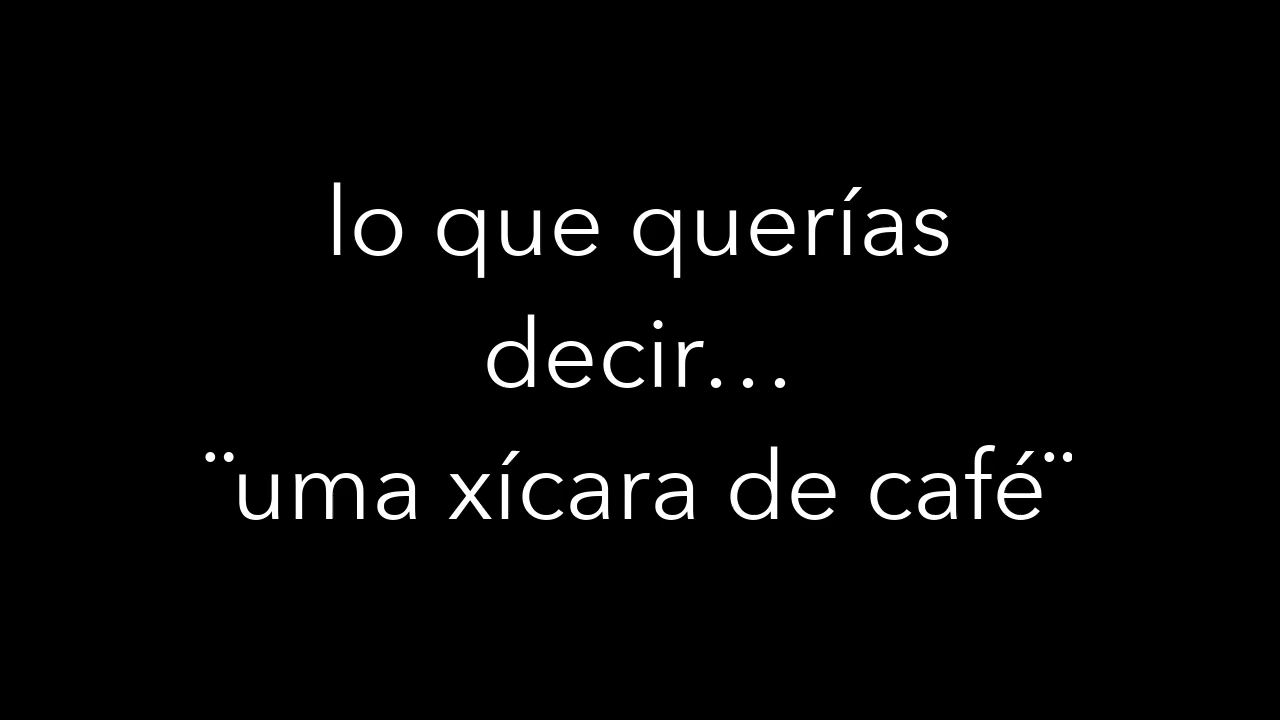 lo que querías
decir...
¨uma xícara de café¨